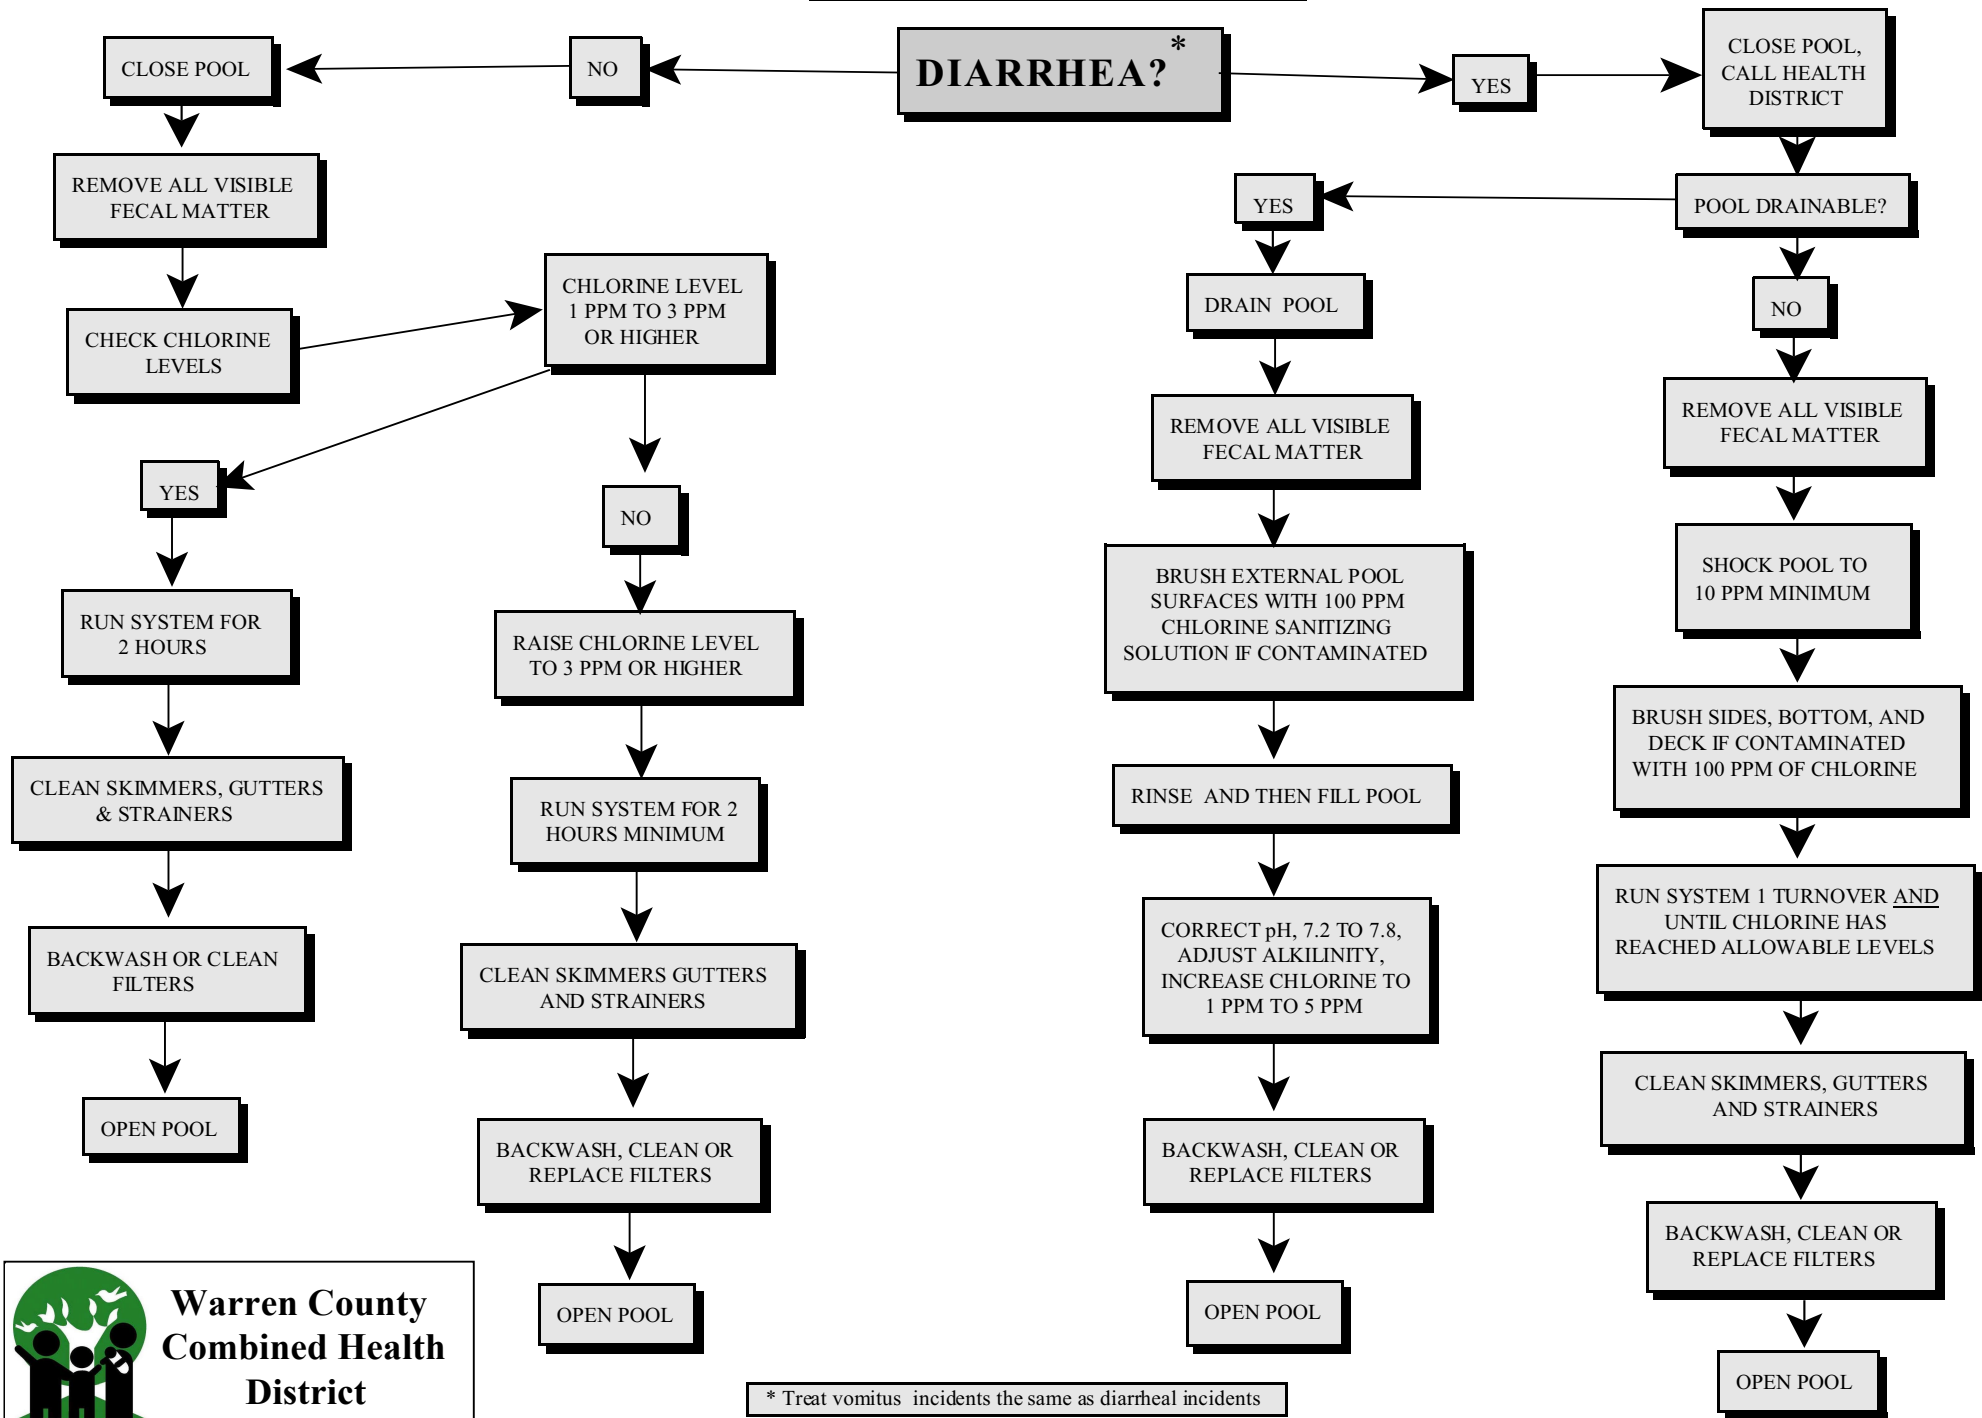 DIARRHEA?*
NO
CLOSE POOL
REMOVE ALL VISIBLE
FECAL MATTER
CHECK CHLORINE
LEVELS
CHLORINE LEVEL
1 PPM TO 3 PPM
OR HIGHER
YES
RUN SYSTEM FOR
2 HOURS
CLEAN SKIMMERS, GUTTERS
& STRAINERS
BACKWASH OR CLEAN
FILTERS
OPEN POOL
NO
RAISE CHLORINE LEVEL
TO 3 PPM OR HIGHER
RUN SYSTEM FOR 2
HOURS MINIMUM
CLEAN SKIMMERS GUTTERS
AND STRAINERS
BACKWASH, CLEAN OR
REPLACE FILTERS
OPEN POOL
YES
CLOSE POOL,
CALL HEALTH
DISTRICT
POOL DRAINABLE?
YES
DRAIN POOL
REMOVE ALL VISIBLE
FECAL MATTER
BRUSH EXTERNAL POOL
SURFACES WITH 100 PPM
CHLORINE SANITIZING
SOLUTION IF CONTAMINATED
RINSE AND THEN FILL POOL
CORRECT pH, 7.2 TO 7.8,
ADJUST ALKILINITY,
INCREASE CHLORINE TO
1 PPM TO 5 PPM
BACKWASH, CLEAN OR
REPLACE FILTERS
OPEN POOL
NO
REMOVE ALL VISIBLE
FECAL MATTER
SHOCK POOL TO
10 PPM MINIMUM
BRUSH SIDES, BOTTOM, AND
DECK IF CONTAMINATED
WITH 100 PPM OF CHLORINE
RUN SYSTEM 1 TURNOVER AND
UNTIL CHLORINE HAS
REACHED ALLOWABLE LEVELS
CLEAN SKIMMERS, GUTTERS
AND STRAINERS
BACKWASH, CLEAN OR
REPLACE FILTERS
OPEN POOL
Warren County
Combined Health
District
* Treat vomitus incidents the same as diarrheal incidents